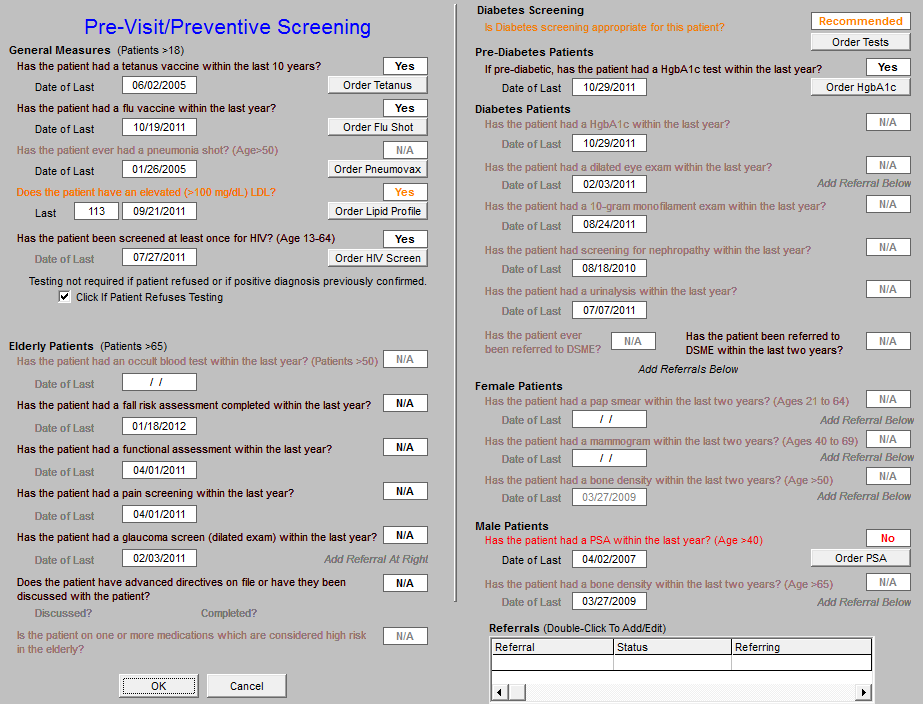 Pre-Visit/Preventive Screening
General Measures (Patients >18)
Has the patient had a tetanus vaccine within the last 10 years? Yes
Date of Last 06/02/2005 Order Tetanus
Has the patient had a flu vaccine within the last year? Yes
Date of Last 10/19/2011 Order Flu Shot
Has the patient ever had a pneumonia shot? (Age>50) N/A
Date of Last 01/26/2005 Order Pneumovax
Does the patient have an elevated (>100 mg/dL) LDL? Yes
Last 113 09/21/2011 Order Lipid Profile
Has the patient been screened at least once for HIV? (Age 13-64) Yes
Date of Last 07/27/2011 Order HIV Screen
Testing not required if patient refused or if positive diagnosis previously confirmed.
Click If Patient Refuses Testing
Elderly Patients (Patients >65)
Has the patient had an occult blood test within the last year? (Patients >50) N/A
Date of Last / /
Has the patient had a fall risk assessment completed within the last year? N/A
Date of Last 01/18/2012
Has the patient had a functional assessment within the last year? N/A
Date of Last 04/01/2011
Has the patient had a pain screening within the last year? N/A
Date of Last 04/01/2011
Has the patient had a glaucoma screen (dilated exam) within the last year? N/A
Date of Last 02/03/2011 Add Referral At Right
Does the patient have advanced directives on file or have they been N/A
discussed with the patient?
Discussed? Completed?
Is the patient on one or more medications which are considered high risk N/A
in the elderly?
OK Cancel
Diabetes Screening
Is Diabetes screening appropriate for this patient? Recommended
Order Tests
Pre-Diabetes Patients
If pre-diabetic, has the patient had a HgbA1c test within the last year? Yes
Date of Last 10/29/2011 Order HgbA1c
Diabetes Patients
Has the patient had a HgbA1c within the last year? N/A
Date of Last 10/29/2011
Has the patient had a dilated eye exam within the last year? N/A
Date of Last 02/03/2011 Add Referral Below
Has the patient had a 10-gram monofilament exam within the last year? N/A
Date of Last 08/24/2011
Has the patient had screening for nephropathy within the last year? N/A
Date of Last 08/18/2010
Has the patient had a urinalysis within the last year? N/A
Date of Last 07/07/2011
Has the patient ever N/A Has the patient been referred to N/A
been referred to DSME? DSME within the last two years?
Add Referrals Below
Female Patients
Has the patient had a pap smear within the last two years? (Ages 21 to 64) N/A
Date of Last / / Add Referral Below
Has the patient had a mammogram within the last two years? (Ages 40 to 69) N/A
Date of Last / / Add Referral Below
Has the patient had a bone density within the last two years? (Age >50) N/A
Date of Last 03/27/2009 Add Referral Below
Male Patients
Has the patient had a PSA within the last year? (Age >40) No
Date of Last 04/02/2007 Order PSA
Has the patient had a bone density within the last two years? (Age >65) N/A
Date of Last 03/27/2009 Add Referral Below
Referrals (Double-Click To Add/Edit)
Referral Status Referring